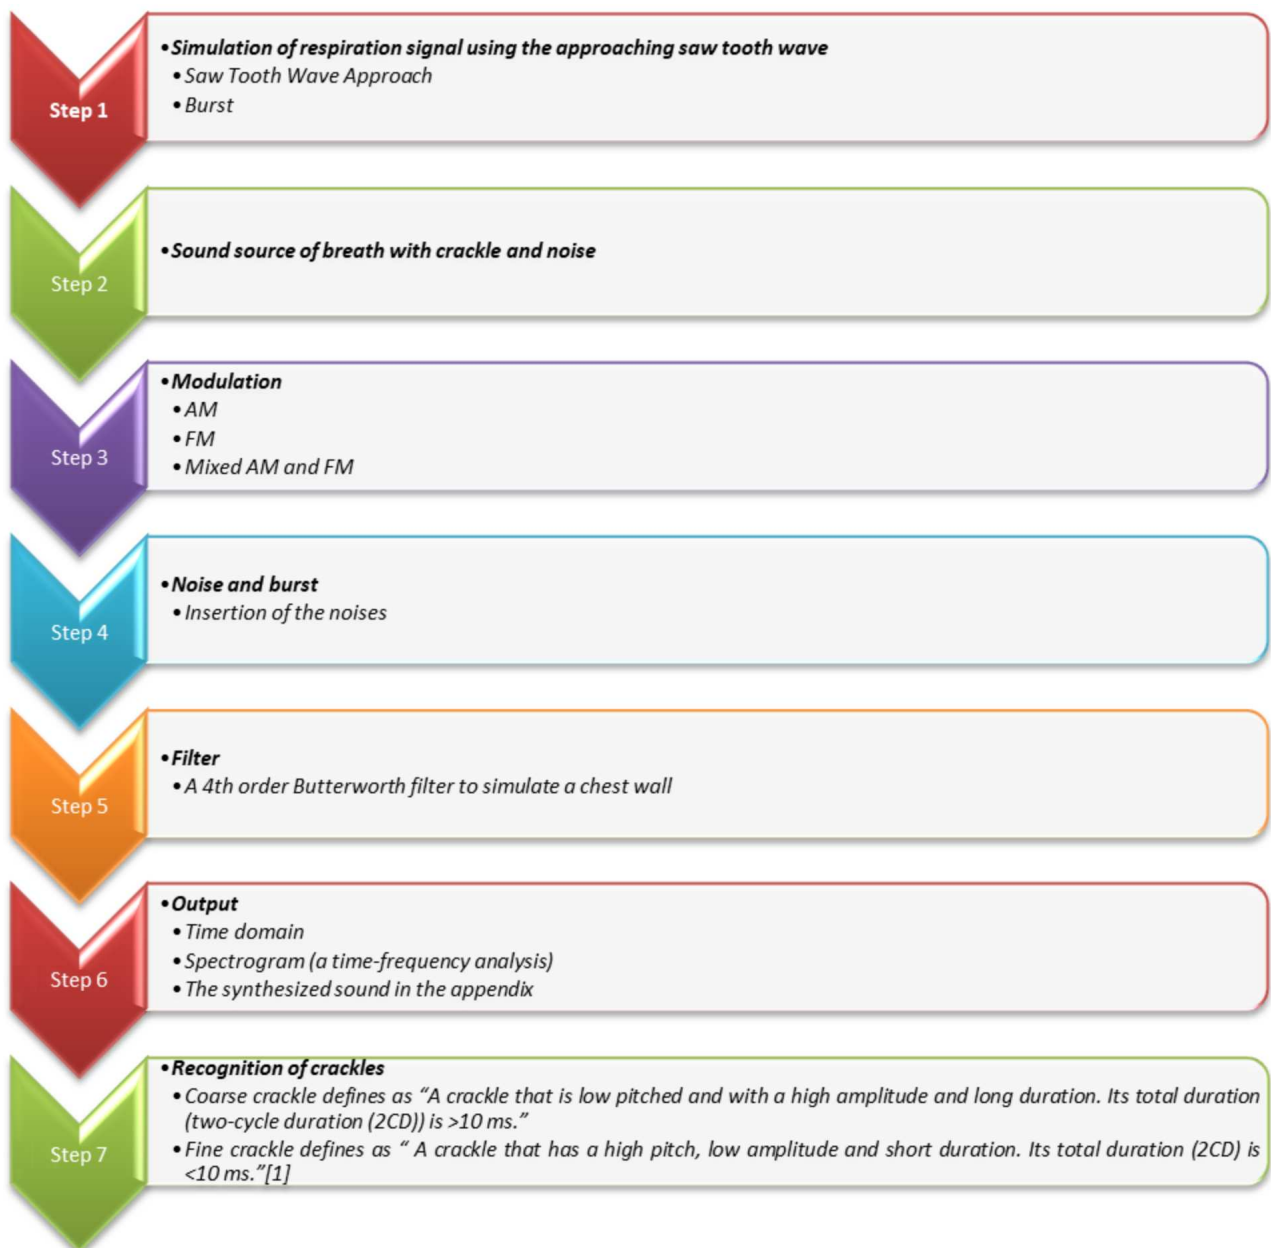 Step 1
•Simulation of respiration signal using the approaching saw tooth wave
•Saw Tooth Wave Approach
•Burst
Step 2
•Sound source of breath with crackle and noise
Step 3
•Modulation
•AM
•FM
•Mixed AM and FM
Step 4
•Noise and burst
•Insertion of the noises
Step 5
•Filter
•A 4th order Butterworth filter to simulate a chest wall
Step 6
•Output
•Time domain
•Spectrogram (a time-frequency analysis)
•The synthesized sound in the appendix
Step 7
•Recognition of crackles
•Coarse crackle defines as “A crackle that is low pitched and with a high amplitude and long duration. Its total duration
(two-cycle duration (2CD)) is >10 ms.”
•Fine crackle defines as “ A crackle that has a high pitch, low amplitude and short duration. Its total duration (2CD) is
<10 ms.”[1]